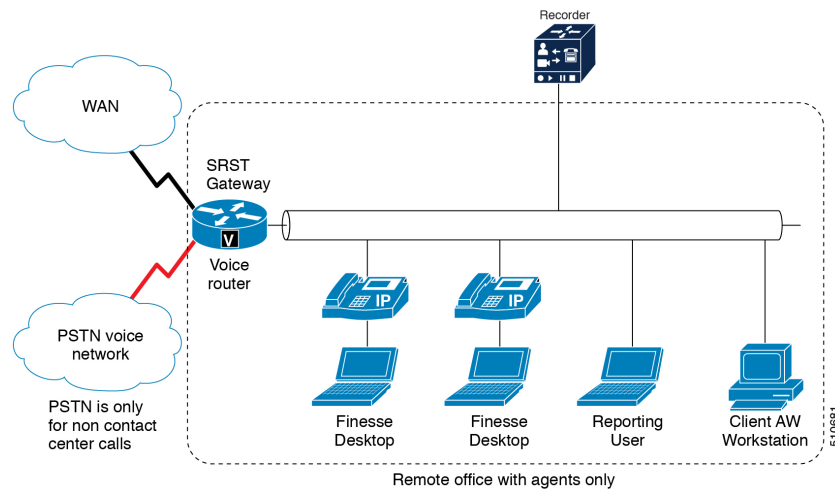 Recorder
WAN
SRST
Gateway
V
Voice
router
PSTN voice
network
PSTN is only
for non contact
center calls
IP
IP
Finesse
Desktop
Finesse
Desktop
Reporting
User
Client AW
Workstation
510681
Remote office with agents only